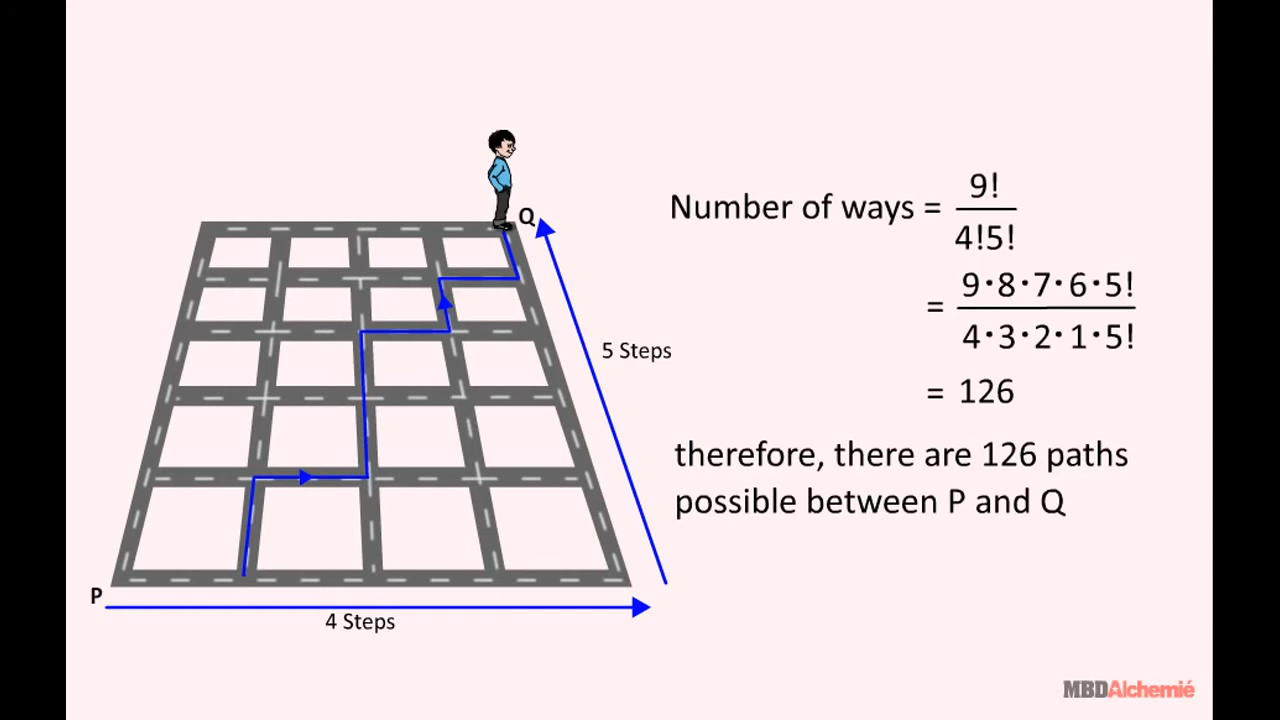 Q
5 Steps
P
4 Steps
Number of ways = 9!/4!5!
= 9·8·7·6·5!/4·3·2·1·5!
= 126
therefore, there are 126 paths
possible between P and Q
MBDAlchemié